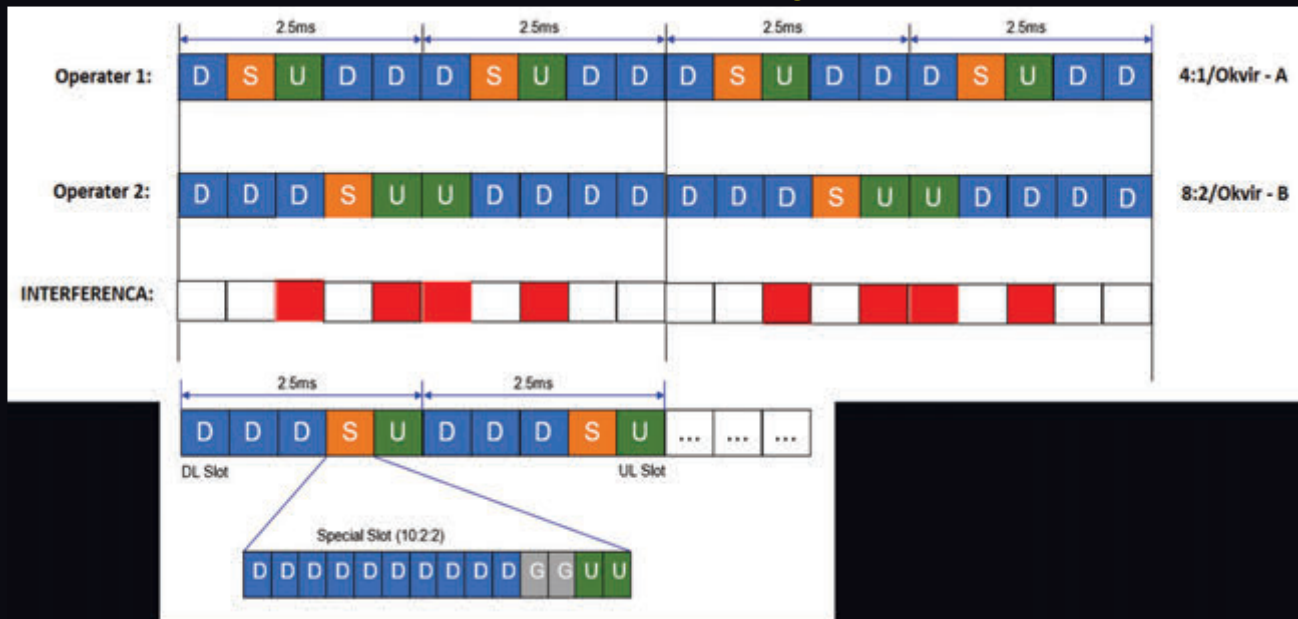 2.5ms 2.5ms 2.5ms 2.5ms
Operater 1: D S U D D D S U D D D S U D D D S U D D 4:1/Okvir - A
Operater 2: D D D S U U D D D D D D D S U U D D D D 8:2/Okvir - B
INTERFERENCA:
2.5ms 2.5ms
D D D S U D D D S U ... ... ...
DL Slot UL Slot
Special Slot (10:2:2)
D D D D D D D D D D G G U U